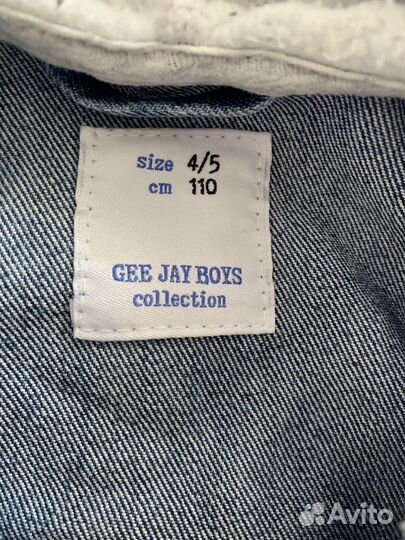 size 4/5
cm 110
GEE JAY BOYS
collection
Avito